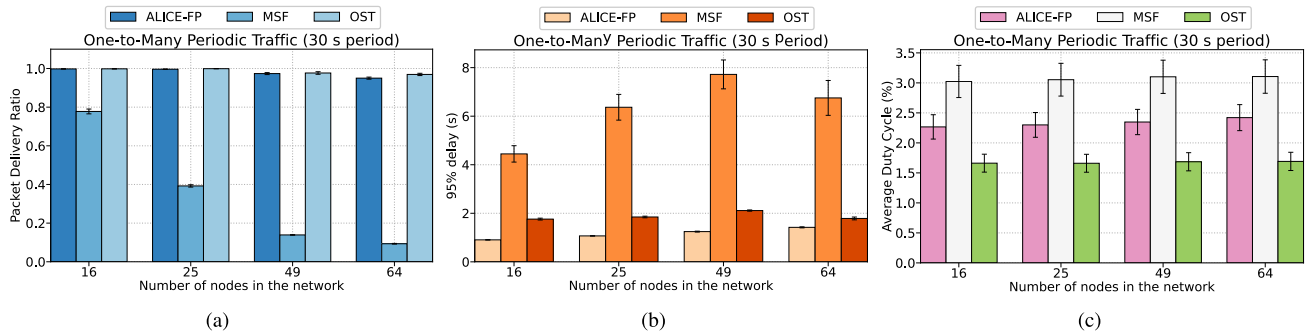 ALICE-FP MSF OST
One-to-Many Periodic Traffic (30 s period)
Packet Delivery Ratio
1.0
0.8
0.6
0.4
0.2
0.0
16 25 49 64
Number of nodes in the network
(a)
ALICE-FP MSF OST
One-to-Many Periodic Traffic (30 s period)
95% delay (s)
8
6
4
2
0
16 25 49 64
Number of nodes in the network
(b)
ALICE-FP MSF OST
One-to-Many Periodic Traffic (30 s period)
Average Duty Cycle (%)
3.5
3.0
2.5
2.0
1.5
1.0
0.5
0.0
16 25 49 64
Number of nodes in the network
(c)